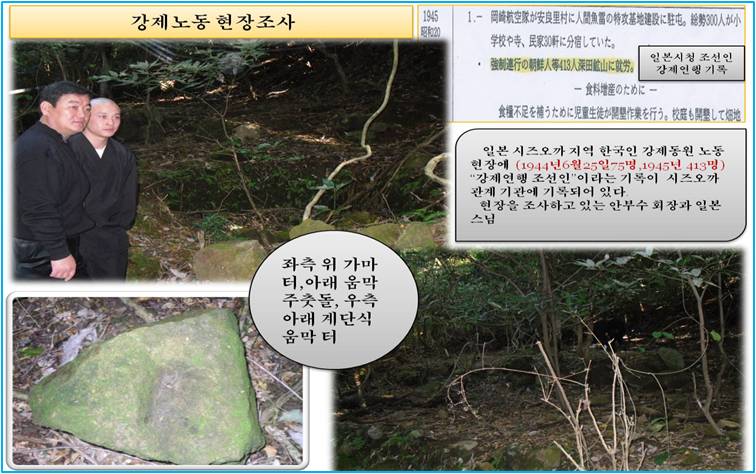 강제노동 현장조사
1945
昭和20
1.- 岡崎航空隊が安良里村に人間魚雷の特攻基地建設に駐屯。総勢300人が小
学校や寺、民家30軒に分宿していた。
・ 強制連行の朝鮮人等413人深田鉱山に就労。
― 食料増産のために ―
食糧不足を補うために児童生徒が開墾作業を行う。校庭も開墾して畑地
일본시청 조선인
강제연행 기록
일본 시즈오까 지역 한국인 강제동원 노동
현장에 (1944년6월25일75명,1945년 413명)
“강제연행 조선인”이라는 기록이 시즈오까
관계 기관에 기록되어 있다.
현장을 조사하고 있는 안부수 회장과 일본
스님
좌측 위 가마
터,아래 움막
주춧돌, 우측
아래 계단식
움막 터